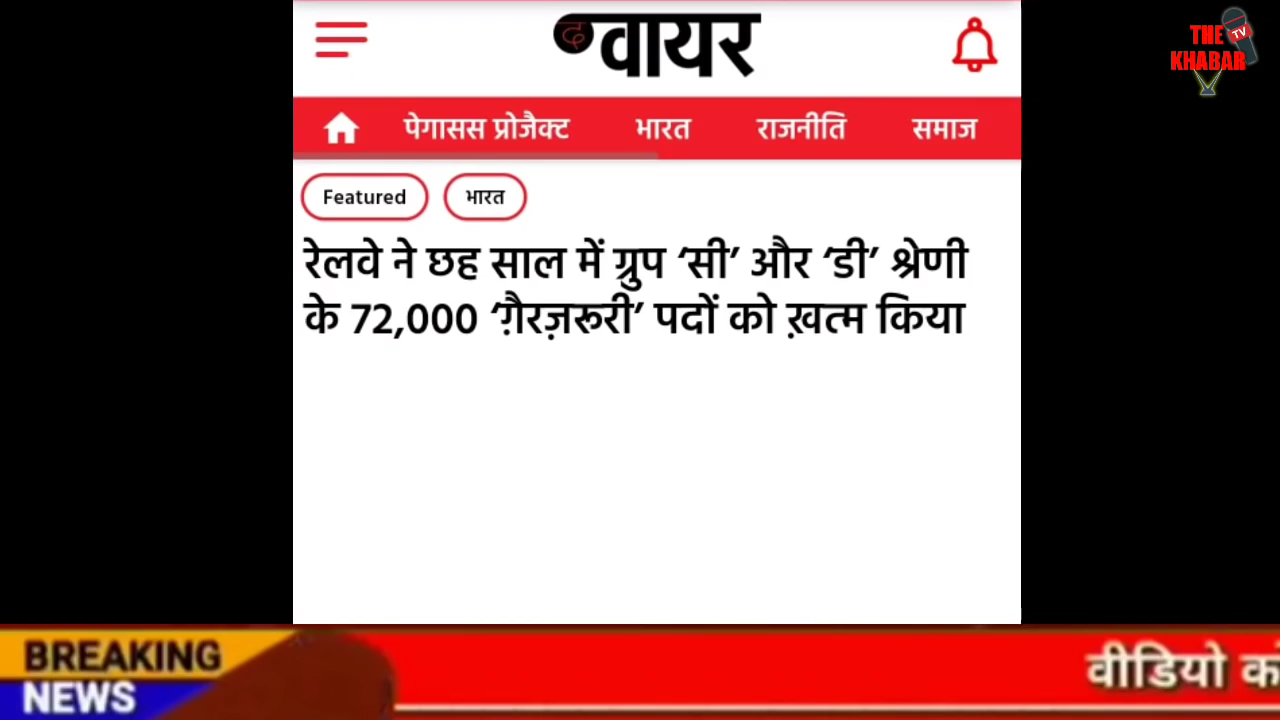 द वायर
THE
TV
KHABAR
पेगासस प्रोजैक्ट भारत राजनीति समाज
Featured भारत
रेलवे ने छह साल में ग्रुप ‘सी’ और ‘डी’ श्रेणी
के 72,000 ‘ग़ैरज़रूरी’ पदों को ख़त्म किया
BREAKING
NEWS
वीडियो